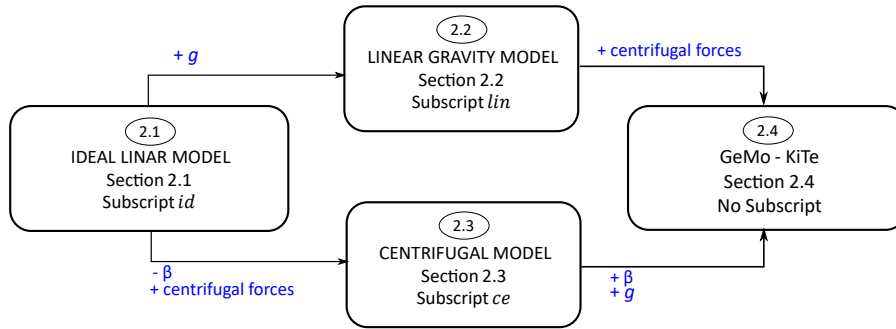 2.2
LINEAR GRAVITY MODEL
Section 2.2
Subscript lin
+ g
+ centrifugal forces
2.1
IDEAL LINAR MODEL
Section 2.1
Subscript id
2.4
GeMo - KiTe
Section 2.4
No Subscript
2.3
CENTRIFUGAL MODEL
Section 2.3
Subscript ce
- β
+ centrifugal forces
+ β
+ g